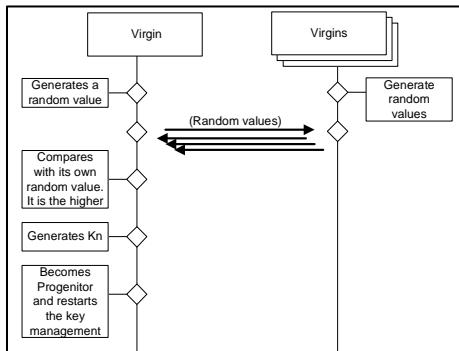 Virgin
Virgins
Generates a
random value
Generate
random
values
(Random values)
Compares
with its own
random value.
It is the higher
Generates Kn
Becomes
Progenitor
and restarts
the key
management